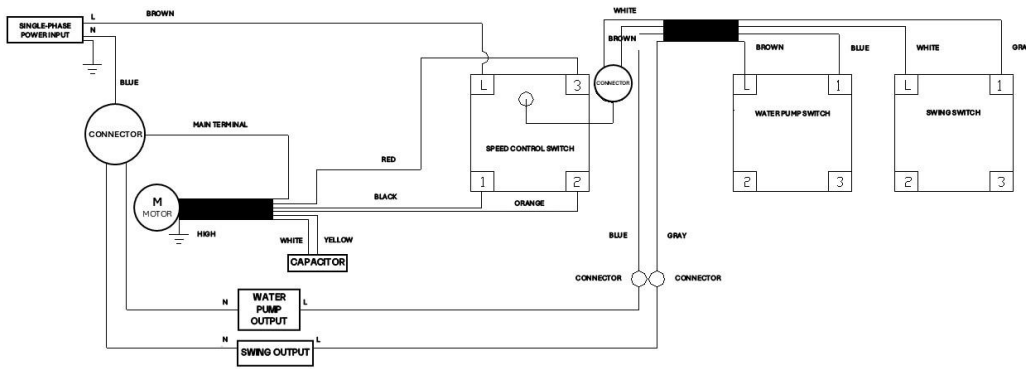 L
BROWN
SINGLE-PHASE
POWER INPUT
N
BLUE
CONNECTOR
MAIN TERMINAL
M
MOTOR
HIGH
WHITE
YELLOW
CAPACITOR
RED
BLACK
ORANGE
L
3
SPEED CONTROL SWITCH
1
2
WHITE
BROWN
CONNECTOR
BROWN
BLUE
WHITE
L
1
WATER PUMP SWITCH
2
3
L
1
SWING SWITCH
2
3
BLUE
GRAY
CONNECTOR
CONNECTOR
N
WATER
PUMP
OUTPUT
L
N
SWING OUTPUT
L